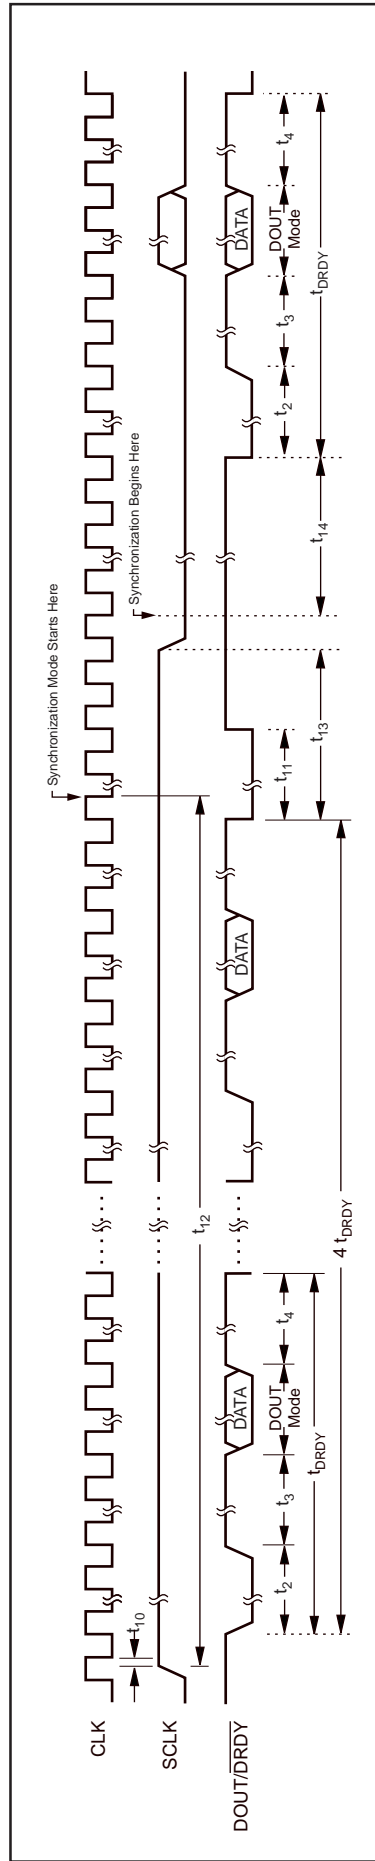 Synchronization Mode Starts Here
Synchronization Begins Here
CLK
t10
SCLK
t12
DOUT/DRDY
DATA
DATA
DATA
t2
t3
DOUT
Mode
t4
t11
t2
t3
DOUT
Mode
t4
tDRDY
t13
t14
tDRDY
4 tDRDY